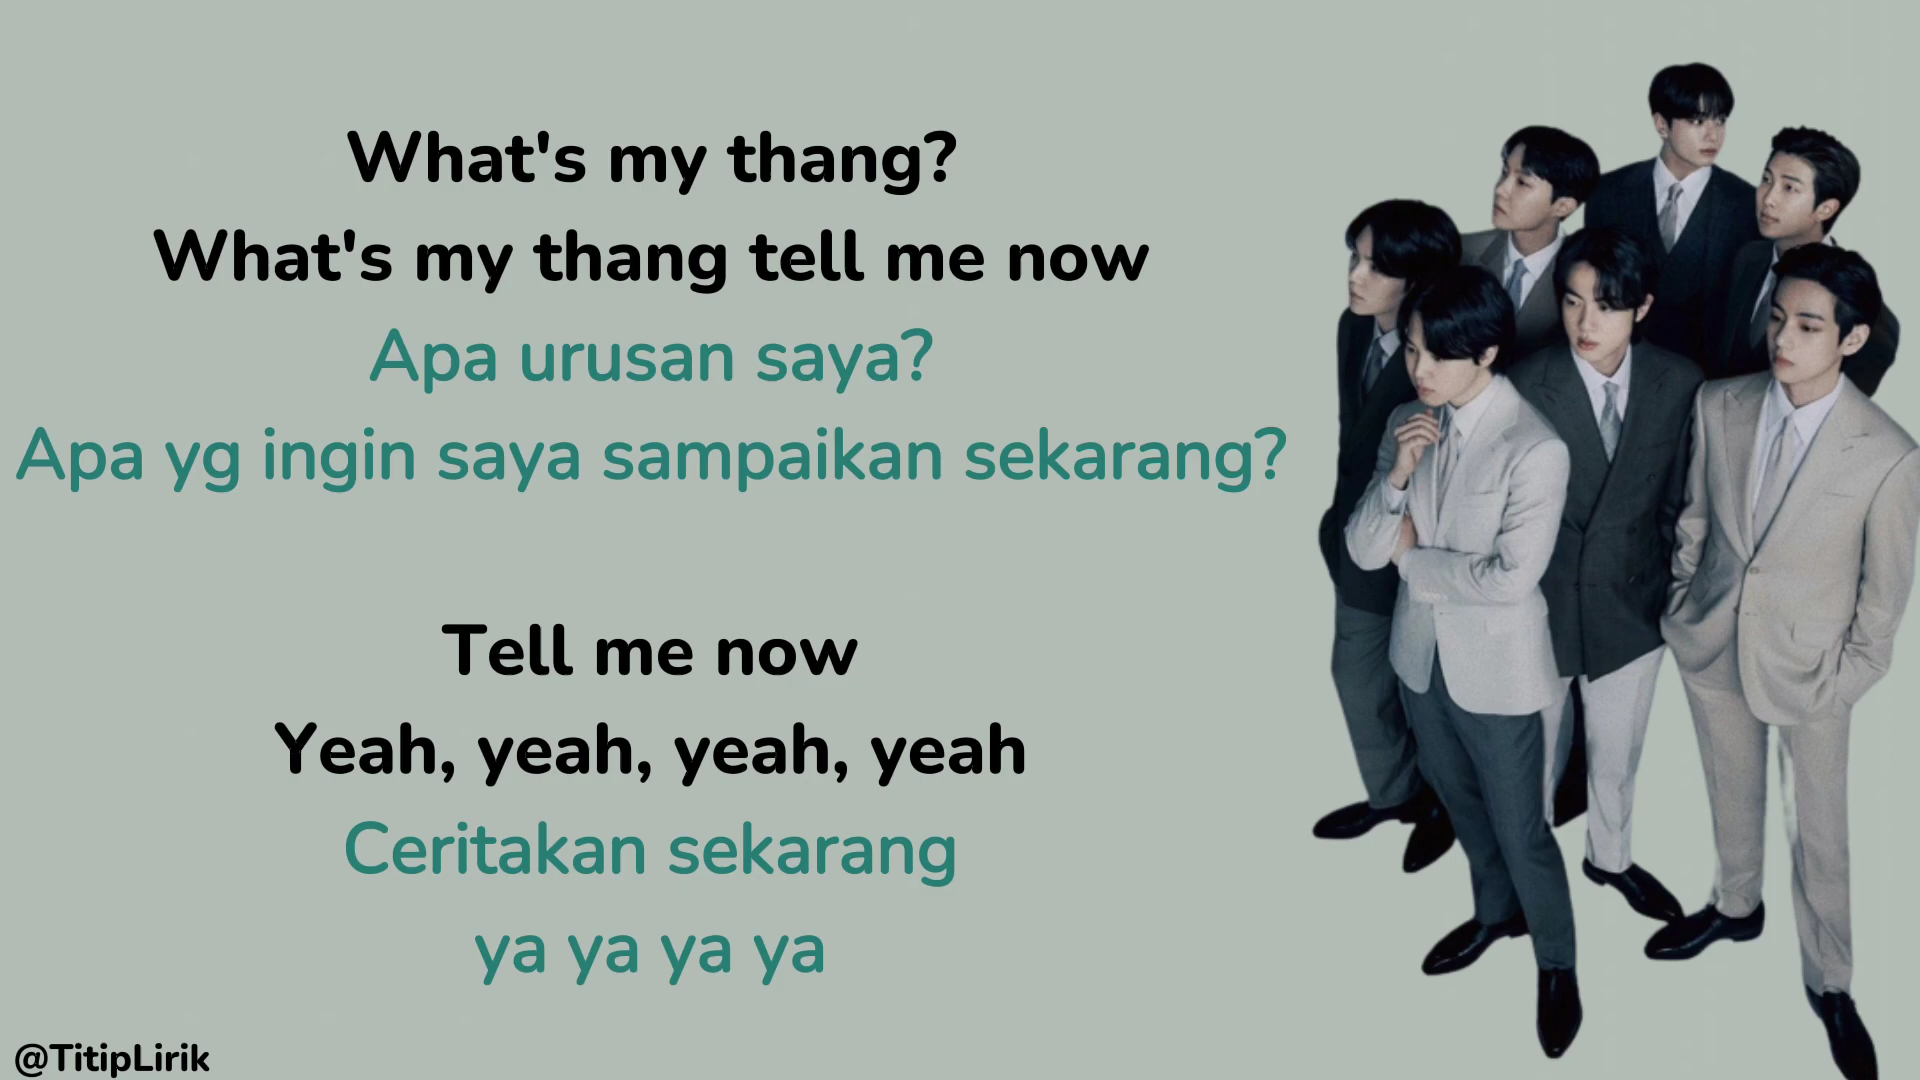 What's my thang?
What's my thang tell me now
Apa urusan saya?
Apa yg ingin saya sampaikan sekarang?
Tell me now
Yeah, yeah, yeah, yeah
Ceritakan sekarang
ya ya ya ya
@TitipLirik